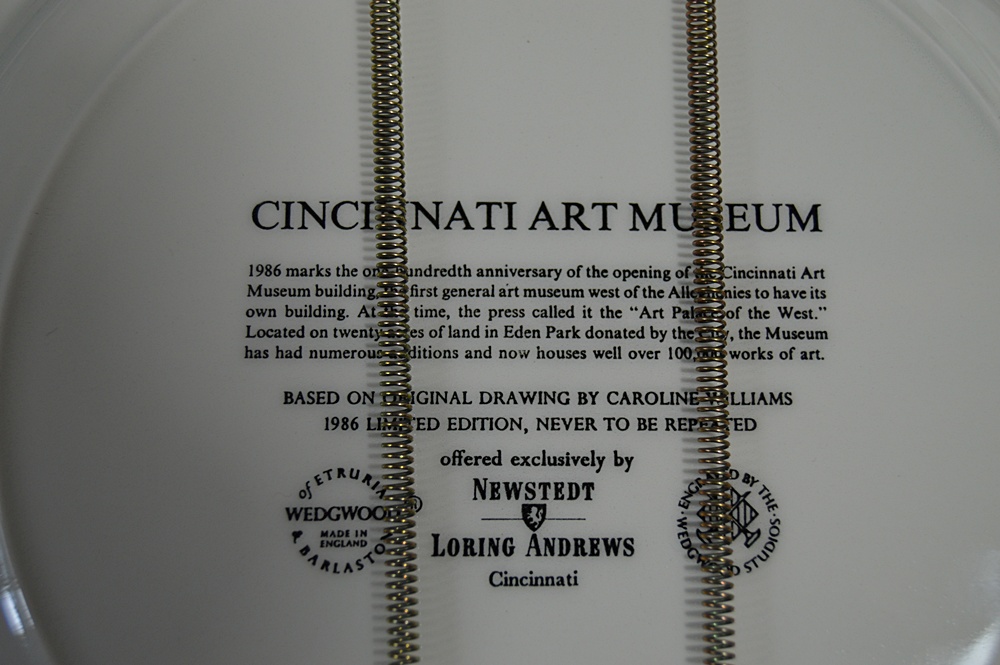 CINCINNATI ART MUSEUM
1986 marks the one hundredth anniversary of the opening of the Cincinnati Art
Museum building, the first general art museum west of the Alleghenies to have its
own building. At the time, the press called it the “Art Palace of the West.”
Located on twenty acres of land in Eden Park donated by the city, the Museum
has had numerous additions and now houses well over 100,000 works of art.
BASED ON ORIGINAL DRAWING BY CAROLINE WILLIAMS
1986 LIMITED EDITION, NEVER TO BE REPEATED
offered exclusively by
NEWSTEDT
LORING ANDREWS
Cincinnati
of ETRURIA
WEDGWOOD®
MADE IN
ENGLAND
& BARLASTON
ENGRAVED BY THE
WEDGWOOD STUDIOS